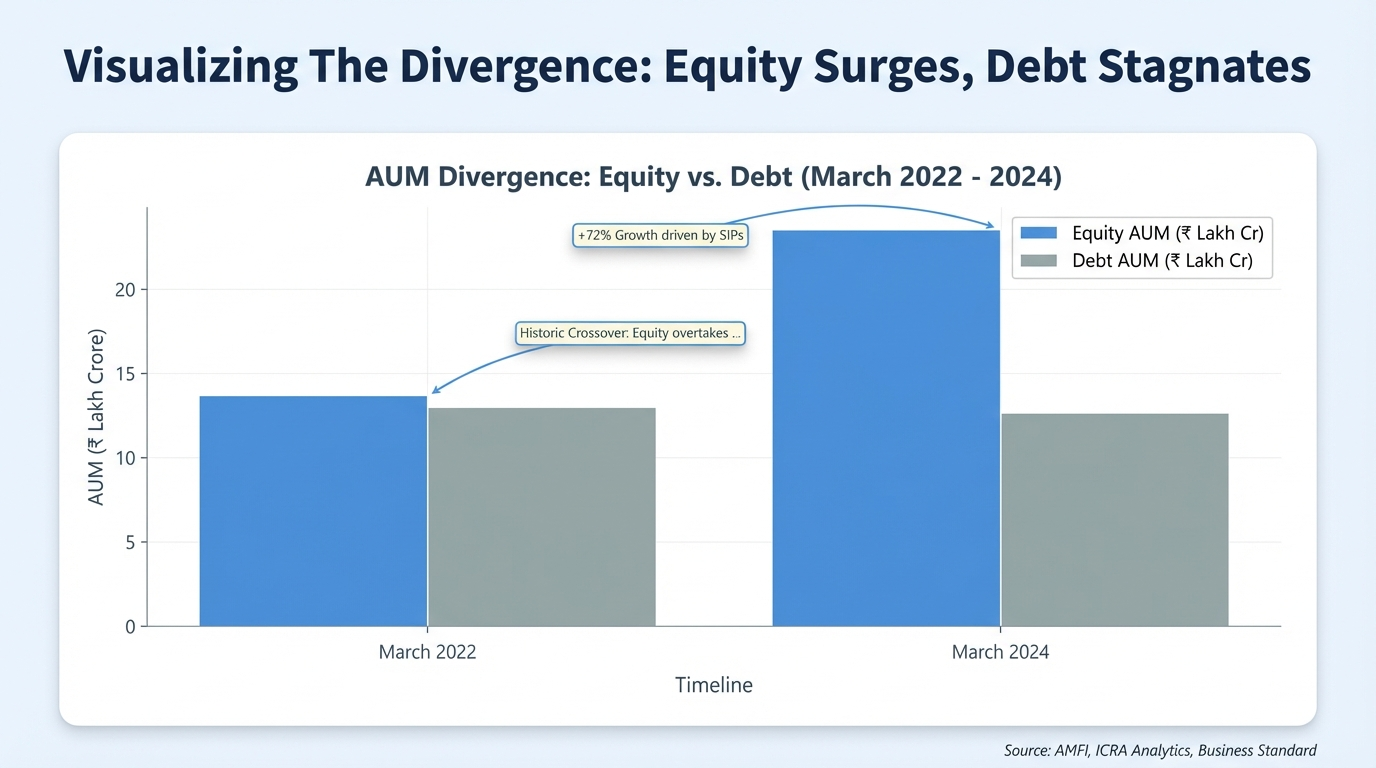 Visualizing The Divergence: Equity Surges, Debt Stagnates
AUM Divergence: Equity vs. Debt (March 2022 - 2024)
+72% Growth driven by SIPs
Equity AUM (₹ Lakh Cr)
Debt AUM (₹ Lakh Cr)
Historic Crossover: Equity overtakes ...
AUM (₹ Lakh Crore)
20
15
10
5
0
March 2022
March 2024
Timeline
Source: AMFI, ICRA Analytics, Business Standard